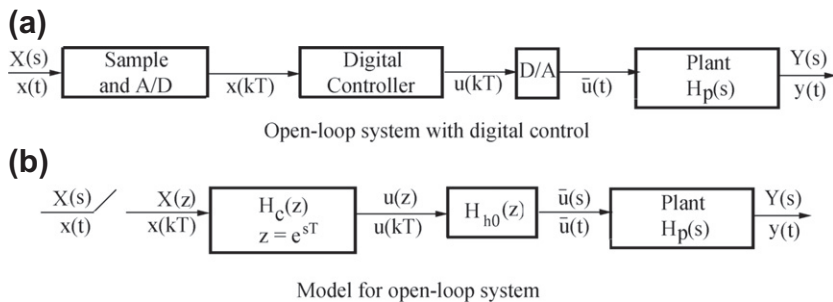 (a)
X(s)
x(t)
Sample
and A/D
x(kT)
Digital
Controller
u(kT)
D/A
ū(t)
Plant
Hp(s)
Y(s)
y(t)
Open-loop system with digital control
(b)
X(s)
x(t)
X(z)
x(kT)
Hc(z)
z = e^sT
u(z)
u(kT)
Hh0(z)
ū(s)
ū(t)
Plant
Hp(s)
Y(s)
y(t)
Model for open-loop system